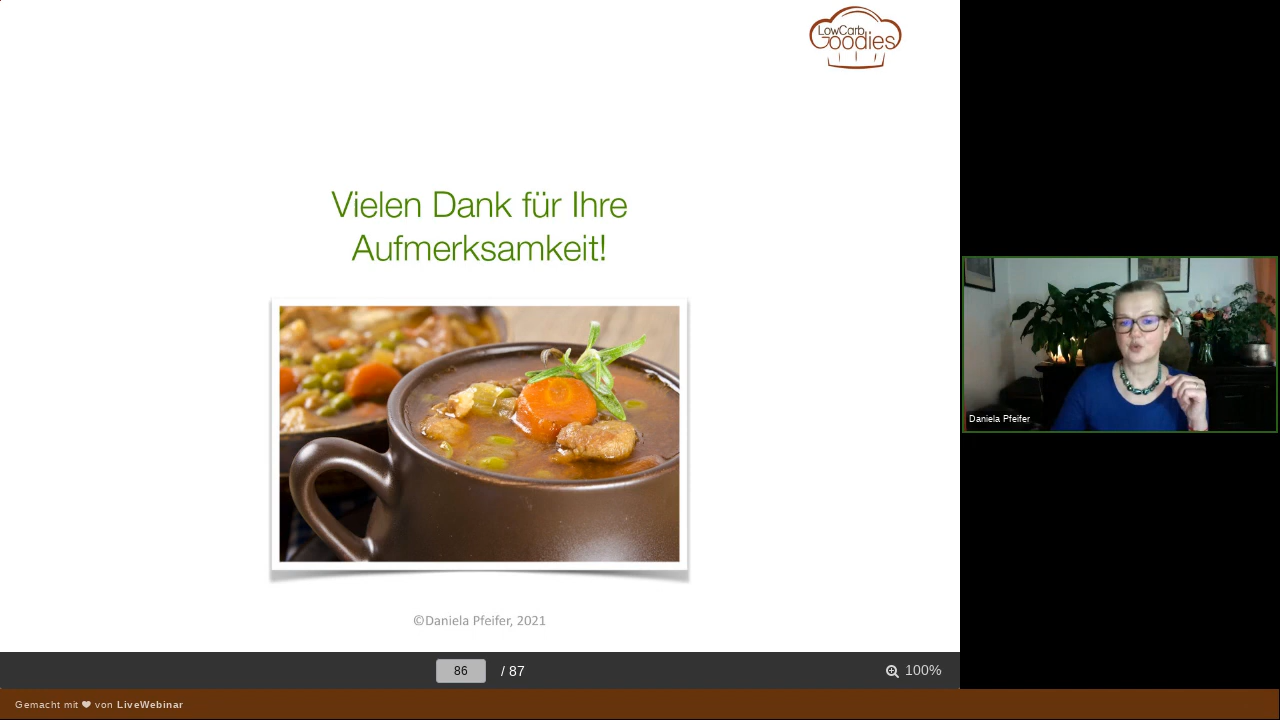 LowCarb
Goodies
Vielen Dank für Ihre
Aufmerksamkeit!
©Daniela Pfeifer, 2021
Daniela Pfeifer
86 / 87
100%
Gemacht mit ❤ von LiveWebinar